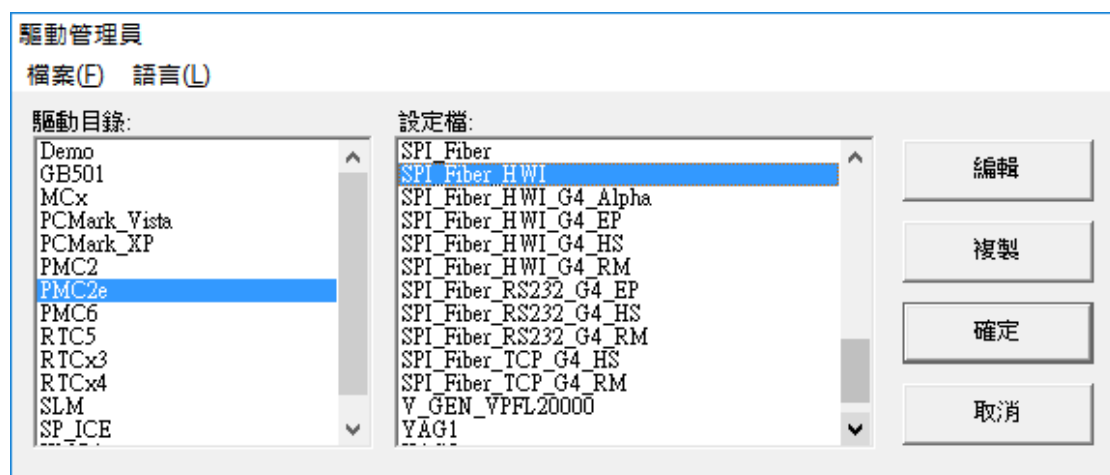 驅動管理員
檔案(F) 語言(L)
驅動目錄:
Demo
GB501
MCx
PCMark_Vista
PCMark_XP
PMC2
PMC2e
PMC6
RTC5
RTCx3
RTCx4
SLM
SP_ICE
設定檔:
SPI_Fiber
SPI_Fiber_HWI
SPI_Fiber_HWI_G4_Alpha
SPI_Fiber_HWI_G4_EP
SPI_Fiber_HWI_G4_HS
SPI_Fiber_HWI_G4_RM
SPI_Fiber_RS232_G4_EP
SPI_Fiber_RS232_G4_HS
SPI_Fiber_RS232_G4_RM
SPI_Fiber_TCP_G4_HS
SPI_Fiber_TCP_G4_RM
V_GEN_VPFL20000
YAG1
編輯
複製
確定
取消